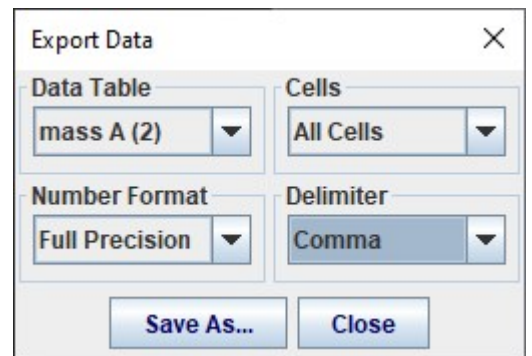 Export Data
Data Table
Cells
mass A (2)
All Cells
Number Format
Delimiter
Full Precision
Comma
Save As...
Close